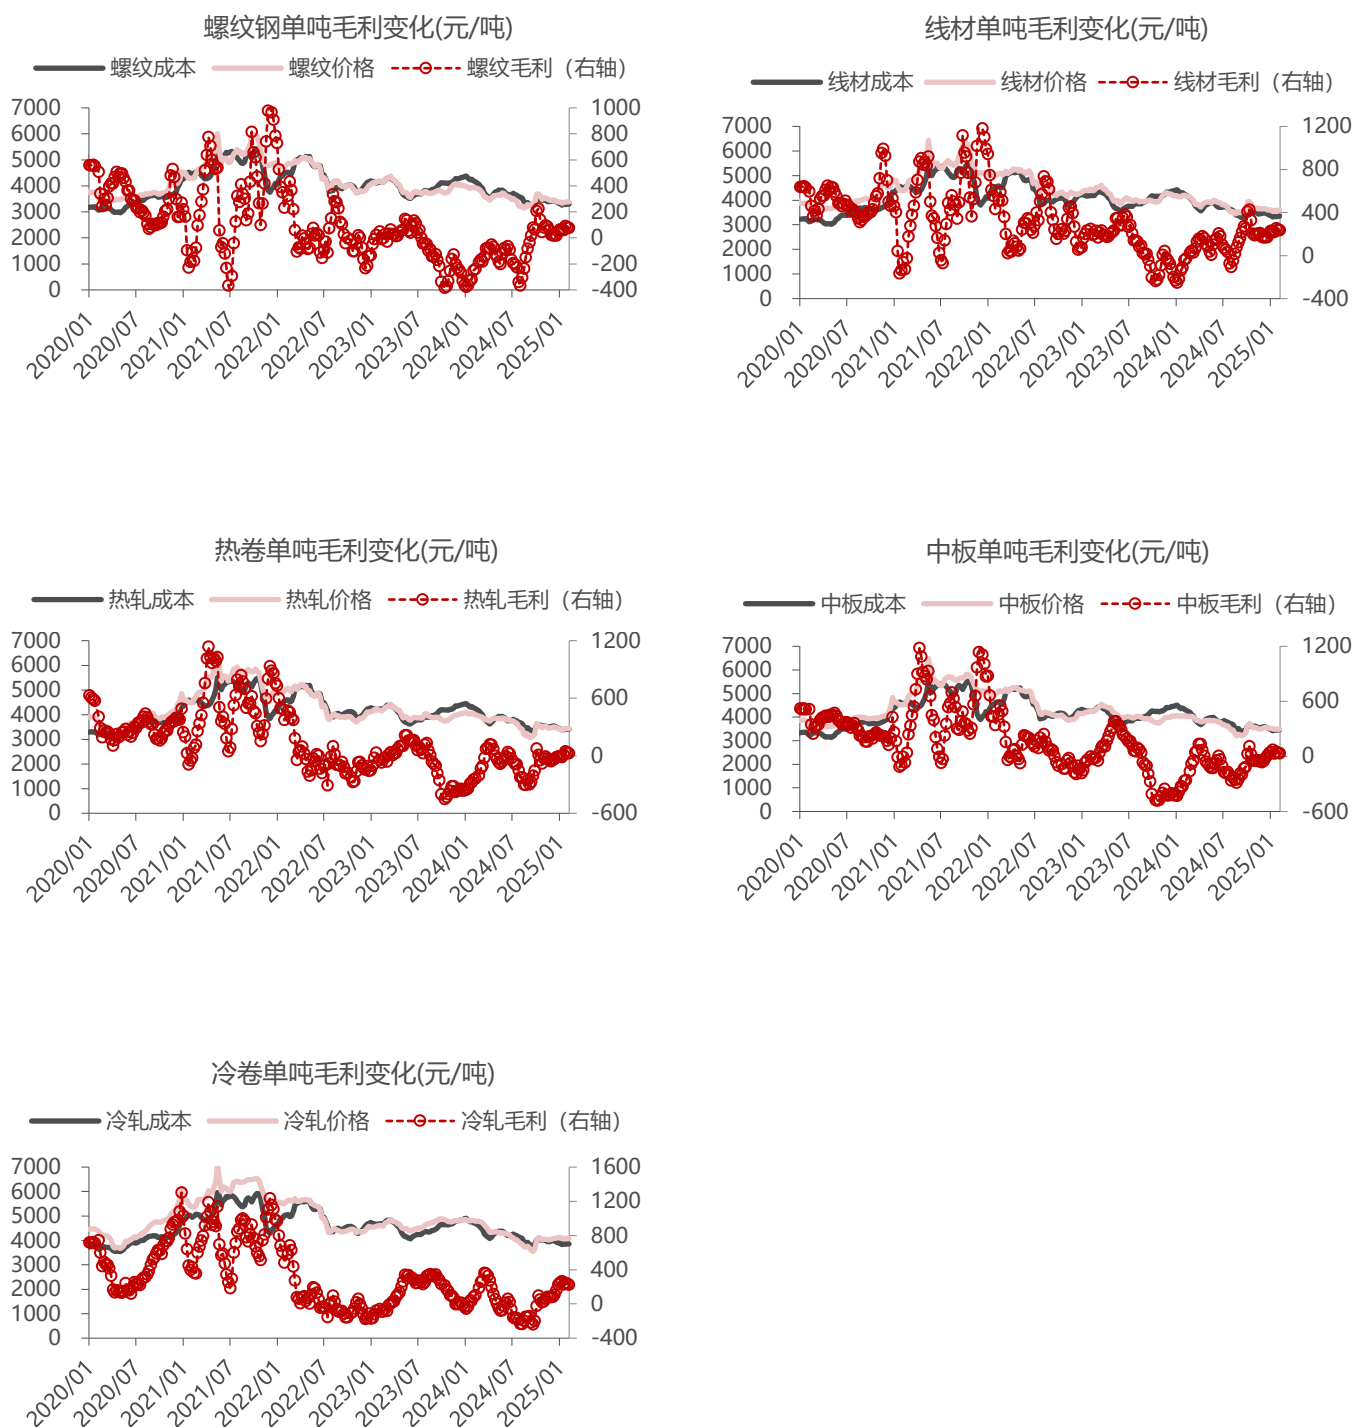 螺纹钢单吨毛利变化(元/吨)
螺纹成本 螺纹价格 螺纹毛利（右轴）
7000 1000
6000 800
5000 600
4000 400
3000 200
2000 0
1000 -200
0 -400
2020/01 2020/07 2021/01 2021/07 2022/01 2022/07 2023/01 2023/07 2024/01 2024/07 2025/01
线材单吨毛利变化(元/吨)
线材成本 线材价格 线材毛利（右轴）
7000 1200
6000
5000 800
4000
3000 400
2000 0
1000
0 -400
2020/01 2020/07 2021/01 2021/07 2022/01 2022/07 2023/01 2023/07 2024/01 2024/07 2025/01
热卷单吨毛利变化(元/吨)
热轧成本 热轧价格 热轧毛利（右轴）
7000 1200
6000
5000 600
4000
3000
2000 0
1000
0 -600
2020/01 2020/07 2021/01 2021/07 2022/01 2022/07 2023/01 2023/07 2024/01 2024/07 2025/01
中板单吨毛利变化(元/吨)
中板成本 中板价格 中板毛利（右轴）
7000 1200
6000
5000 600
4000
3000
2000 0
1000
0 -600
2020/01 2020/07 2021/01 2021/07 2022/01 2022/07 2023/01 2023/07 2024/01 2024/07 2025/01
冷卷单吨毛利变化(元/吨)
冷轧成本 冷轧价格 冷轧毛利（右轴）
7000 1600
6000 1200
5000
4000 800
3000 400
2000
1000 0
0 -400
2020/01 2020/07 2021/01 2021/07 2022/01 2022/07 2023/01 2023/07 2024/01 2024/07 2025/01